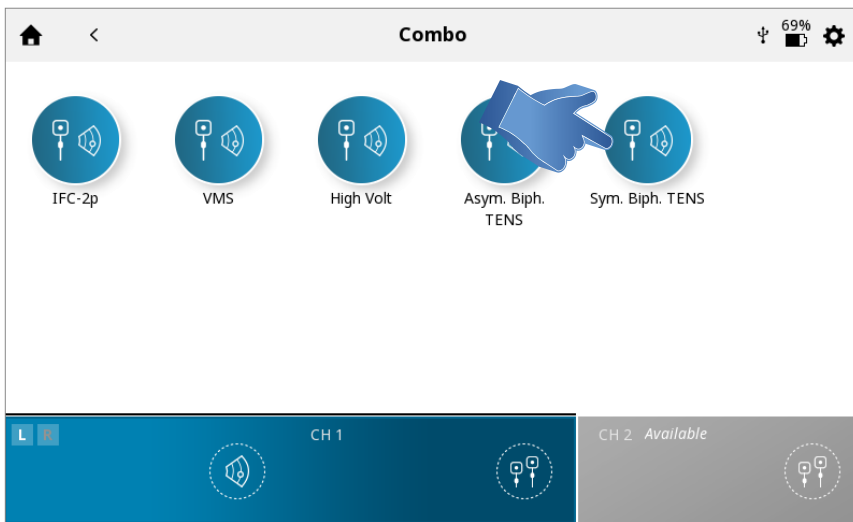 Combo
69%
IFC-2p
VMS
High Volt
Asym. Biph.
TENS
Sym. Biph. TENS
L R
CH 1
CH 2 Available